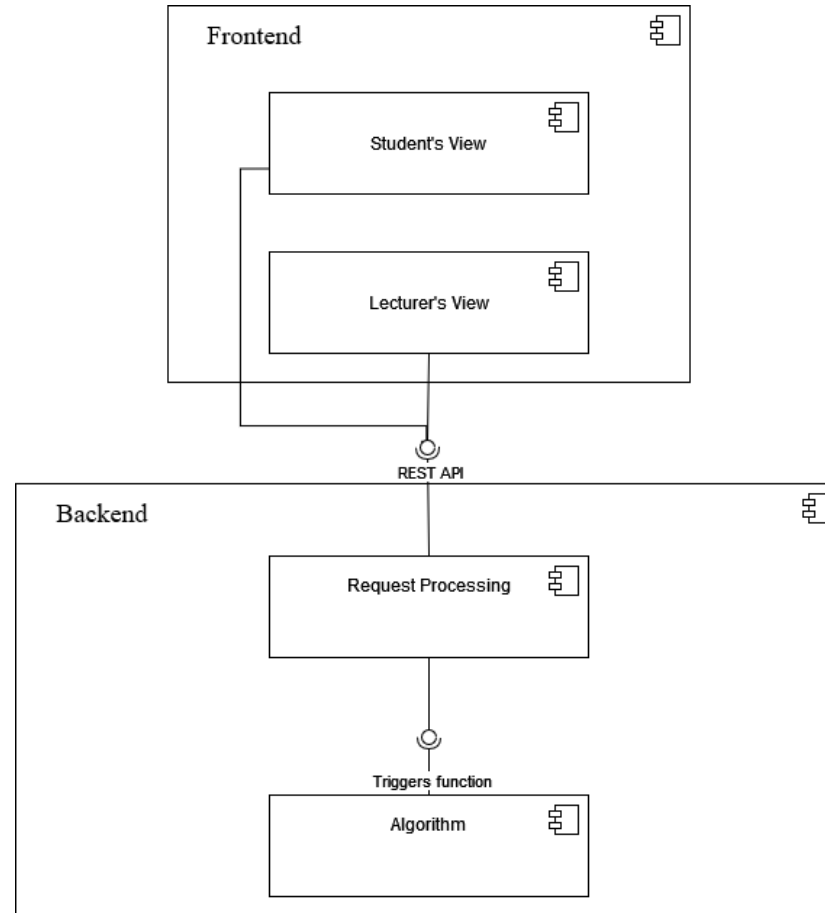 Frontend
Student's View
Lecturer's View
REST API
Backend
Request Processing
Triggers function
Algorithm